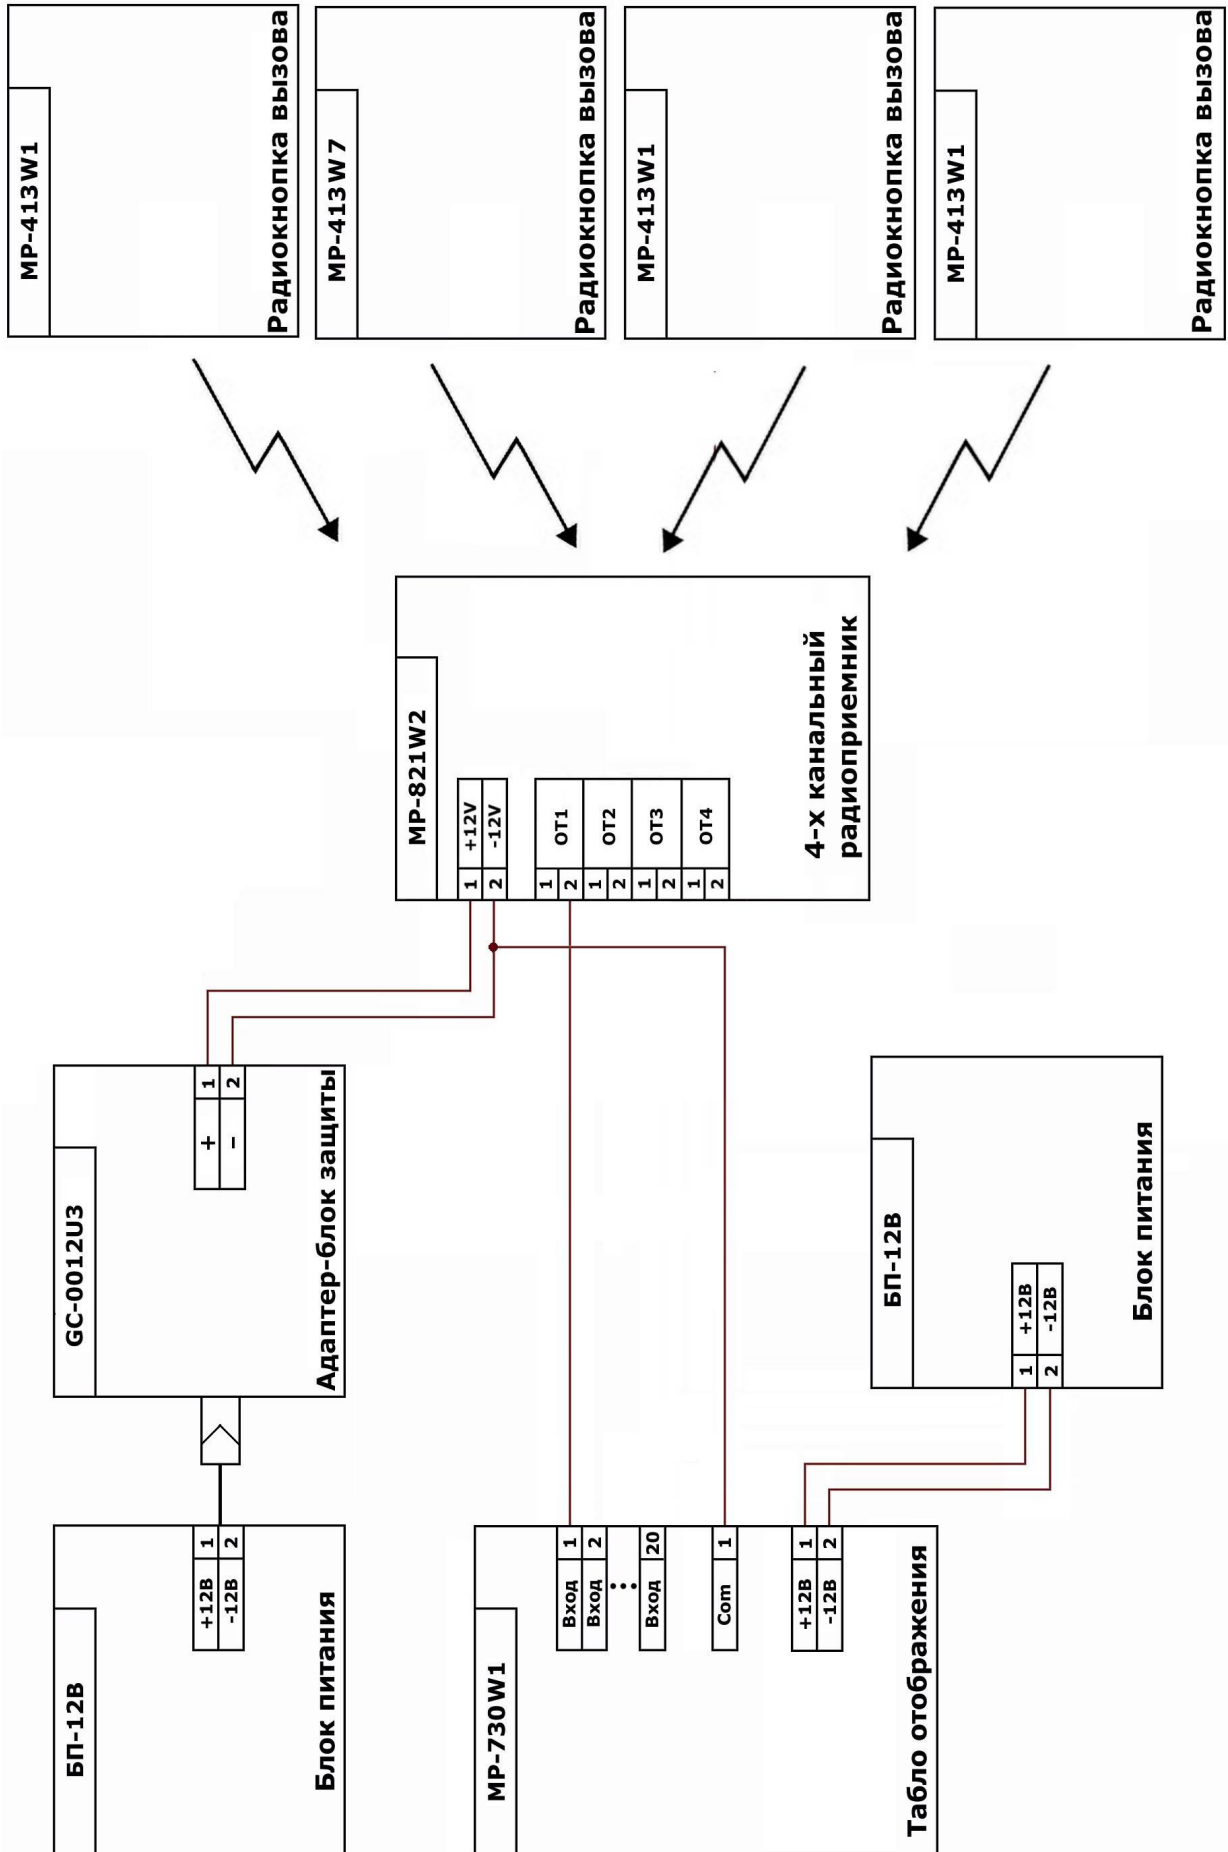 МР-413W1
Радиокнопка вызова
МР-413W7
Радиокнопка вызова
МР-413W1
Радиокнопка вызова
МР-413W1
Радиокнопка вызова
МР-821W2
1 +12V
2 -12V
1
2
ОТ1
1
2
ОТ2
1
2
ОТ3
1
2
ОТ4
4-х канальный
радиоприемник
GC-0012U3
+ 1
– 2
Адаптер-блок защиты
БП-12В
1 +12В
2 -12В
Блок питания
БП-12В
+12В 1
-12В 2
Блок питания
МР-730W1
Вход 1
Вход 2
...
Вход 20
Com 1
+12В 1
-12В 2
Табло отображения